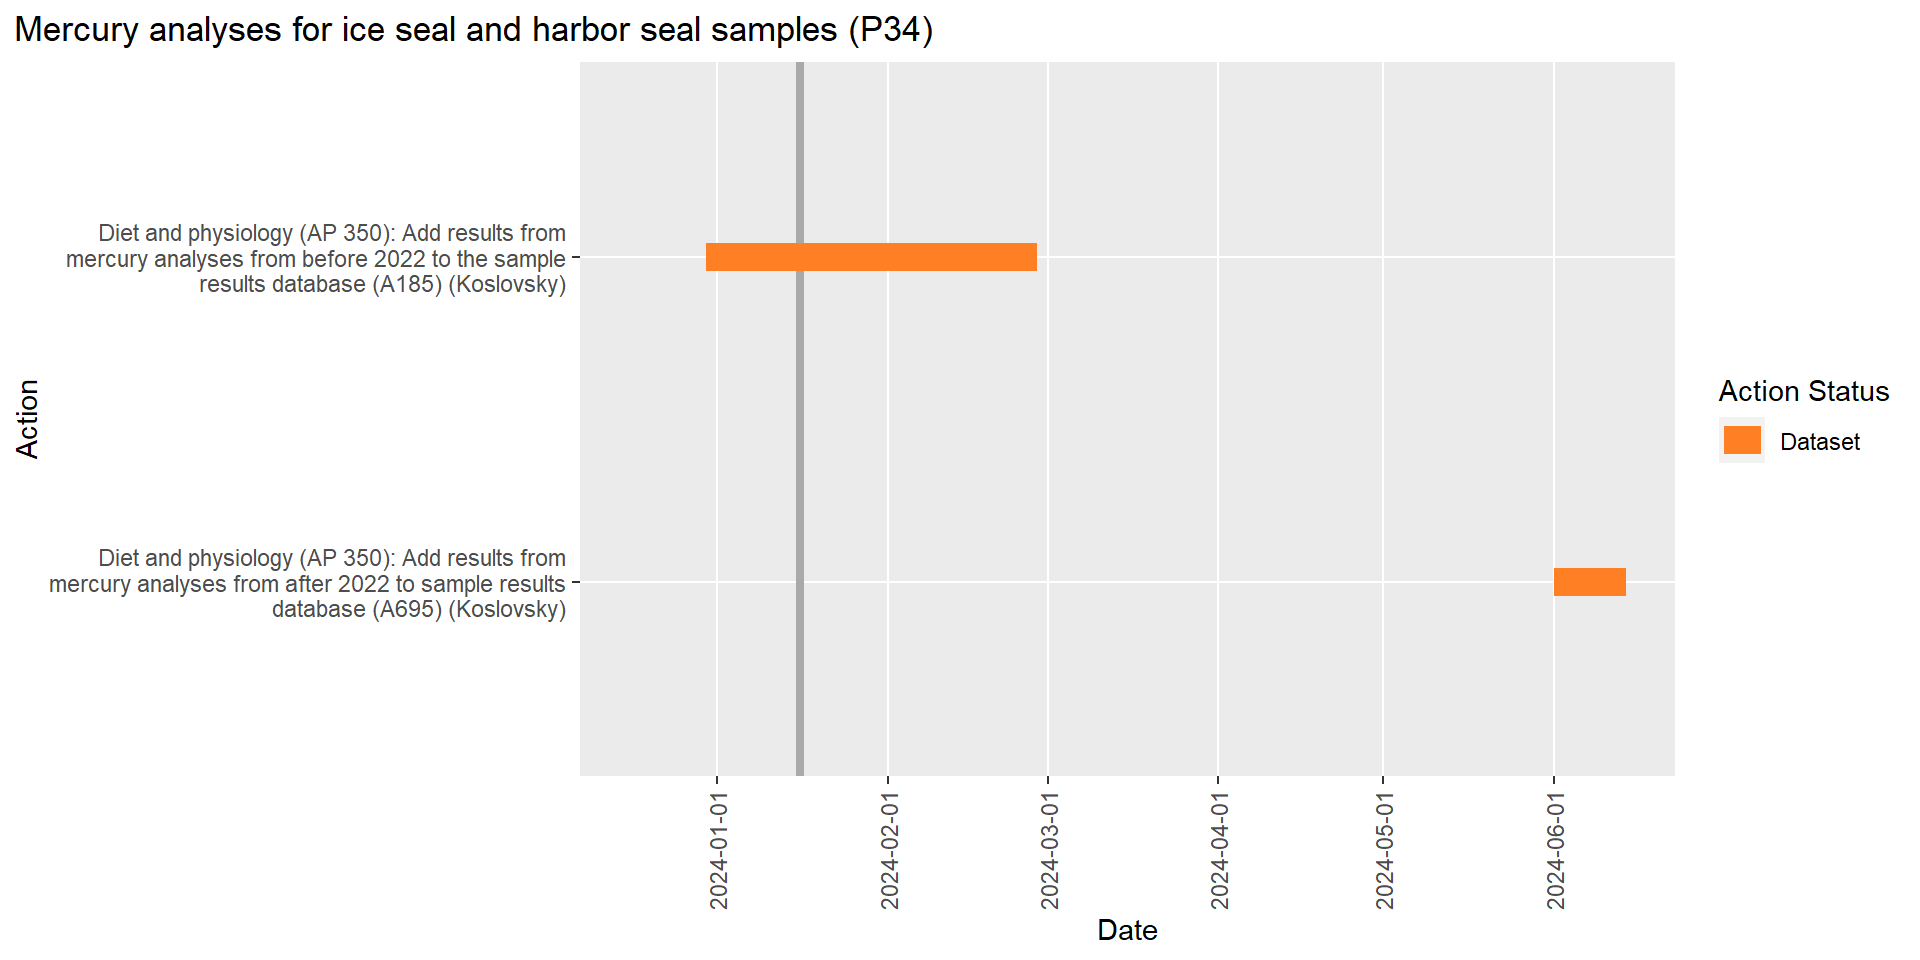 Mercury analyses for ice seal and harbor seal samples (P34)
Diet and physiology (AP 350): Add results from
mercury analyses from before 2022 to the sample
results database (A185) (Koslovsky)
Diet and physiology (AP 350): Add results from
mercury analyses from after 2022 to sample results
database (A695) (Koslovsky)
Action
2024-01-01
2024-02-01
2024-03-01
2024-04-01
2024-05-01
2024-06-01
Date
Action Status
Dataset